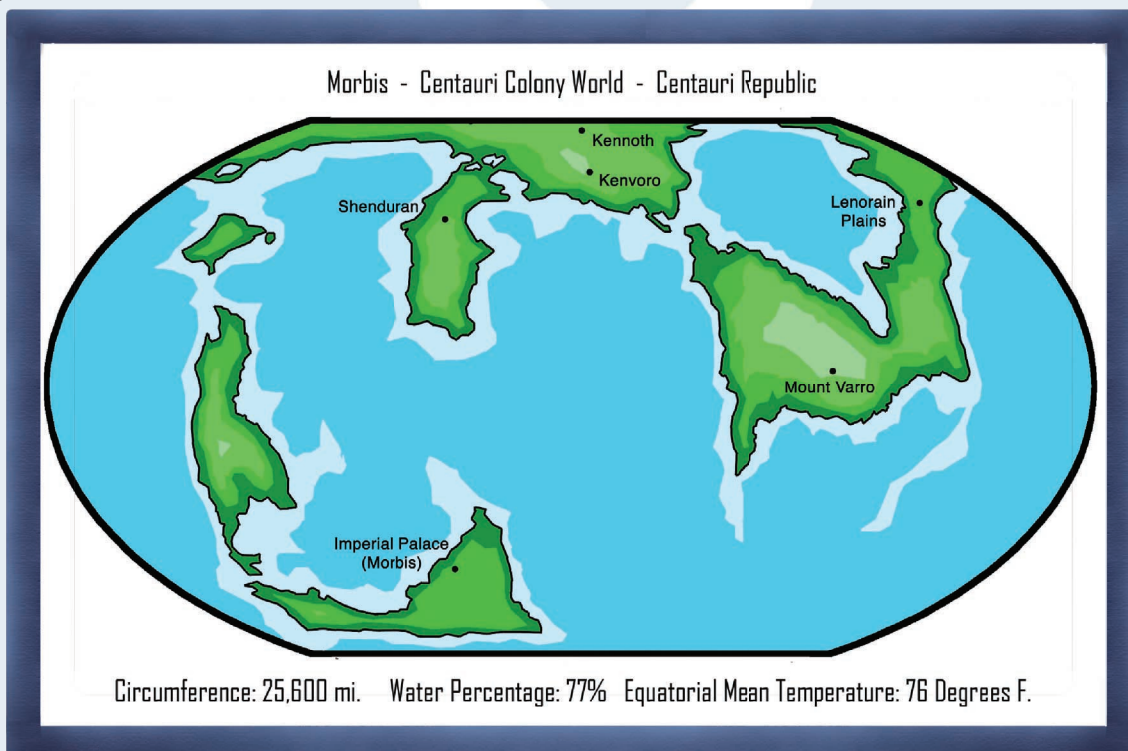 Morbis - Centauri Colony World - Centauri Republic
Kennoth
Kenvoro
Shenduran
Lenorain
Plains
Mount Varro
Imperial Palace
(Morbis)
Circumference: 25,600 mi. Water Percentage: 77% Equatorial Mean Temperature: 76 Degrees F.